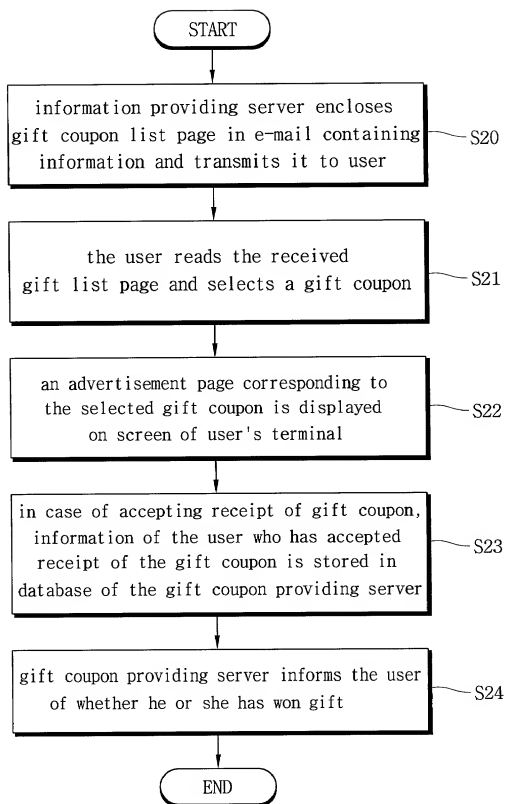 START
information providing server encloses
gift coupon list page in e-mail containing
information and transmits it to user
S20
the user reads the received
gift list page and selects a gift coupon
S21
an advertisement page corresponding to
the selected gift coupon is displayed
on screen of user's terminal
S22
in case of accepting receipt of gift coupon,
information of the user who has accepted
receipt of the gift coupon is stored in
database of the gift coupon providing server
S23
gift coupon providing server informs the user
of whether he or she has won gift
S24
END